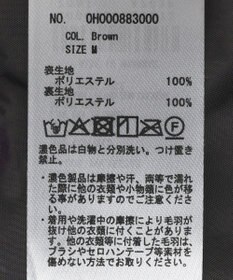 NO. 0H000883000
COL. Brown
SIZE M
表生地
ポリエステル 100%
裏生地
ポリエステル 100%
・濃色品は白物と分別洗い。つけ置き
禁止。
・濃色製品は摩擦や汗、雨等で濡れ
た際に他の衣類や小物類に色が移
る事がありますのでご注意くださ
い。
・着用や洗濯中の摩擦により毛羽が
抜け他の衣類に付くことがありま
す。他の衣類等に付着した毛羽は、
ブラシやセロハンテープ等素材を
傷めない方法でお取りください。